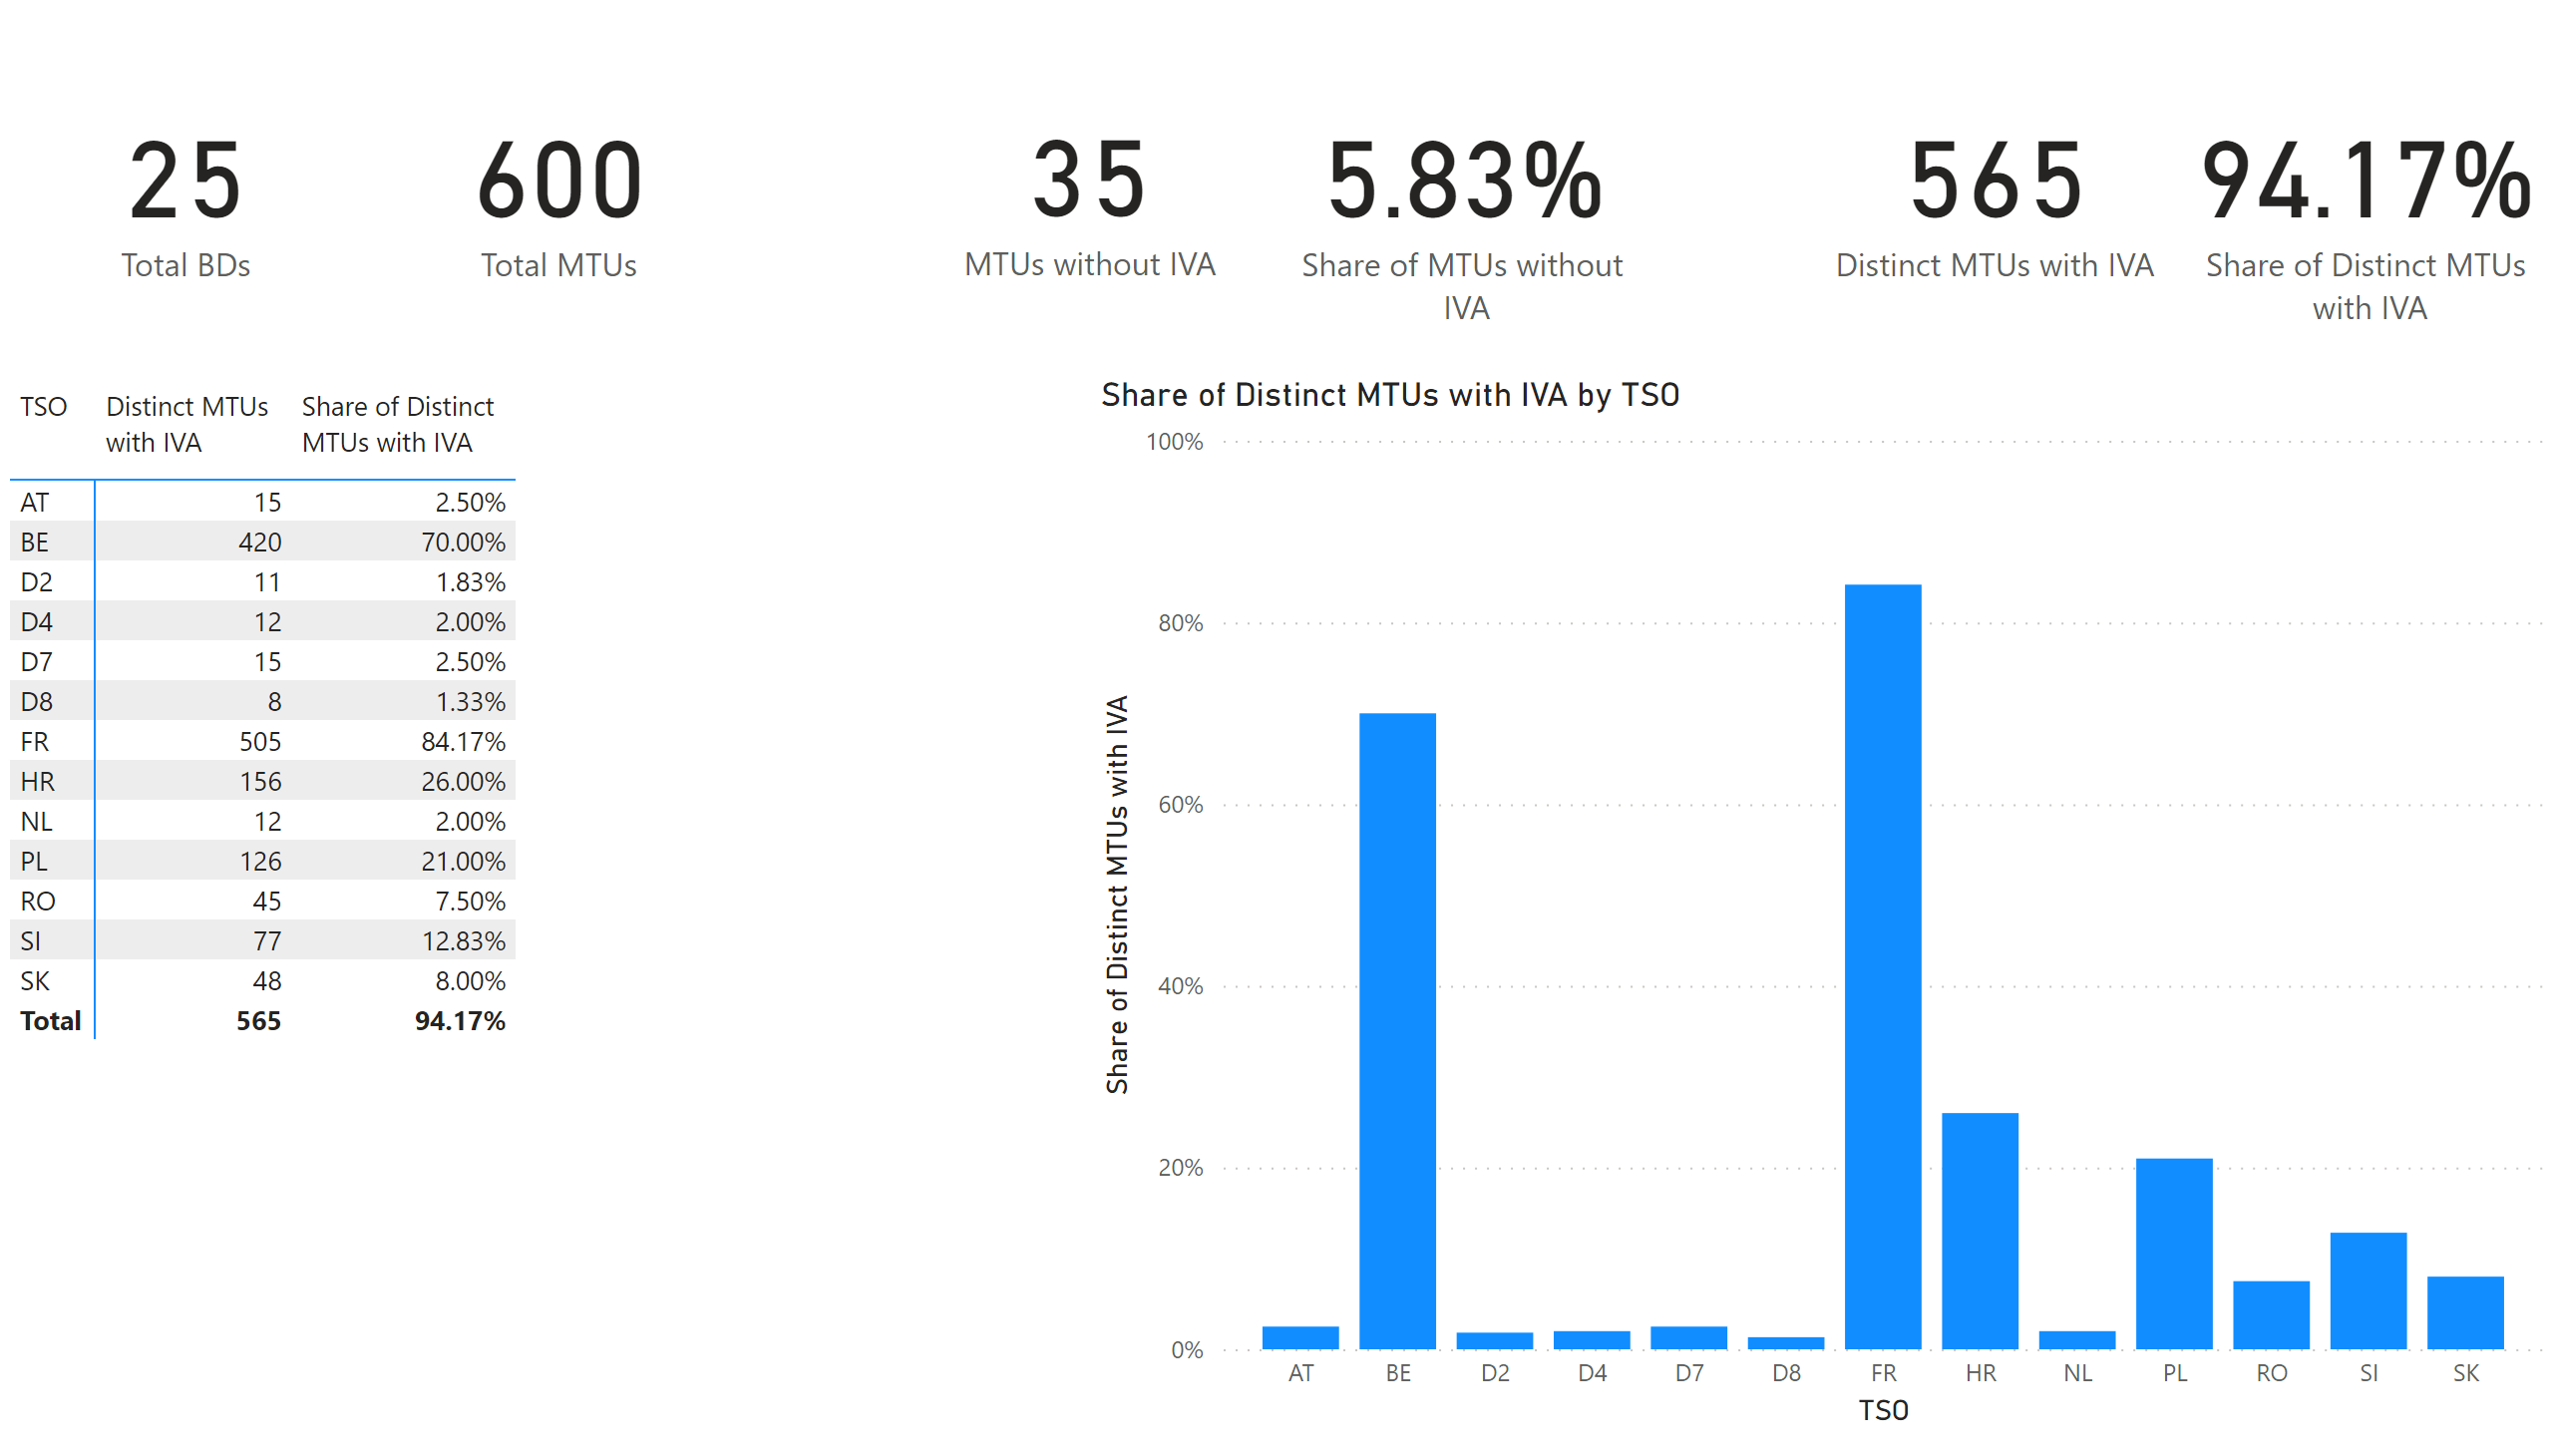 25
Total BDs
600
Total MTUs
35
MTUs without IVA
5.83%
Share of MTUs without
IVA
565
Distinct MTUs with IVA
94.17%
Share of Distinct MTUs
with IVA
TSO Distinct MTUs with IVA Share of Distinct MTUs with IVA
AT 15 2.50%
BE 420 70.00%
D2 11 1.83%
D4 12 2.00%
D7 15 2.50%
D8 8 1.33%
FR 505 84.17%
HR 156 26.00%
NL 12 2.00%
PL 126 21.00%
RO 45 7.50%
SI 77 12.83%
SK 48 8.00%
Total 565 94.17%
Share of Distinct MTUs with IVA by TSO
Share of Distinct MTUs with IVA
100%
80%
60%
40%
20%
0%
AT BE D2 D4 D7 D8 FR HR NL PL RO SI SK
TSO